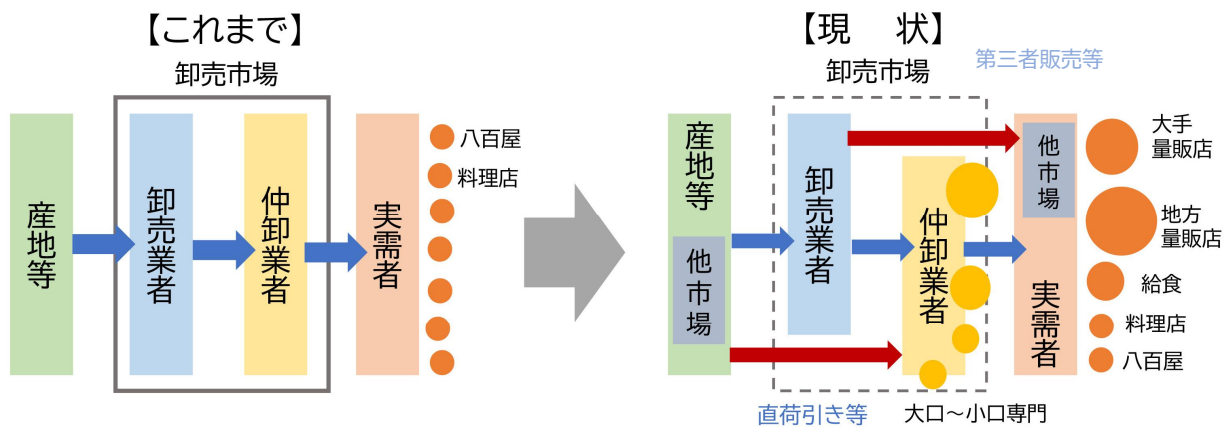 【これまで】
卸売市場
産地等
卸売業者
仲卸業者
実需者
八百屋
料理店
【現　状】
卸売市場
第三者販売等
産地等
他市場
卸売業者
仲卸業者
他市場
実需者
大手
量販店
地方
量販店
給食
料理店
八百屋
直荷引き等
大口～小口専門